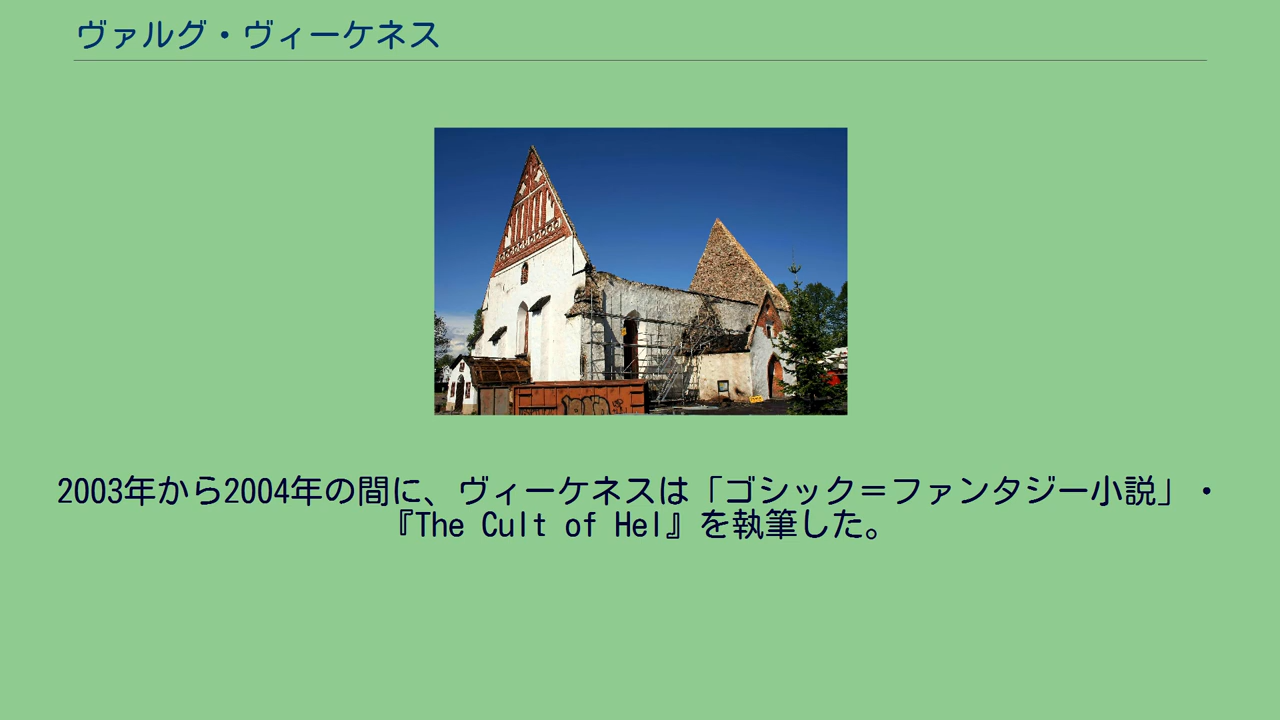 ヴァルグ・ヴィーケネス
2003年から2004年の間に、ヴィーケネスは「ゴシック＝ファンタジー小説」・
『The Cult of Hel』を執筆した。